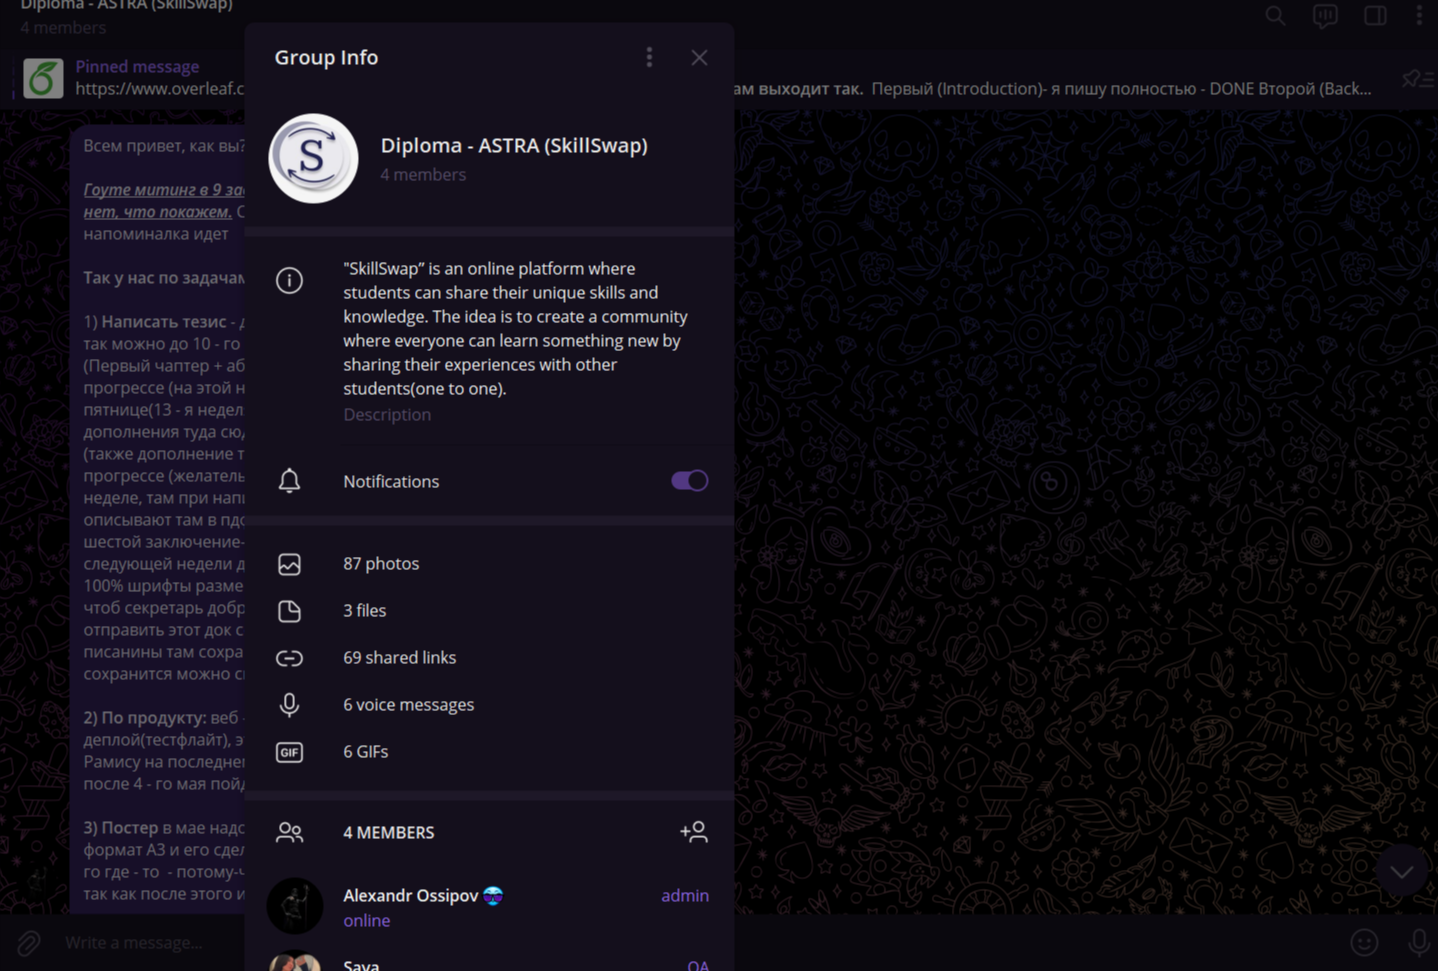 Diploma - ASTRA (SkillSwap)
4 members
Pinned message
https://www.overleaf.c
ам выходит так. Первый (Introduction)- я пишу полностью - DONE Второй (Back...
Всем привет, как вы?
Гоуте митинг в 9 за
нет, что покажем. С
напоминалка идет
Так у нас по задачам
1) Написать тезис - д
так можно до 10 - го
(Первый чаптер + аб
прогрессе (на этой н
пятнице(13 - я недел
дополнения туда сю
(также дополнение т
прогрессе (желатель
неделе, там при напи
описывают там в пдо
шестой заключение-
следующей недели д
100% шрифты разме
чтоб секретарь добр
отправить этот док с
писанины там сохра
сохранится можно с
2) По продукту: веб -
деплой(тестфлайт), э
Рамису на последне
после 4 - го мая пойд
3) Постер в мае надо
формат А3 и его сдел
го где - то - потому-ч
так как после этого и
Write a message...
Group Info
Diploma - ASTRA (SkillSwap)
4 members
"SkillSwap” is an online platform where
students can share their unique skills and
knowledge. The idea is to create a community
where everyone can learn something new by
sharing their experiences with other
students(one to one).
Description
Notifications
87 photos
3 files
69 shared links
6 voice messages
GIF
6 GIFs
4 MEMBERS
S
Alexandr Ossipov
admin
online
Saya
QA